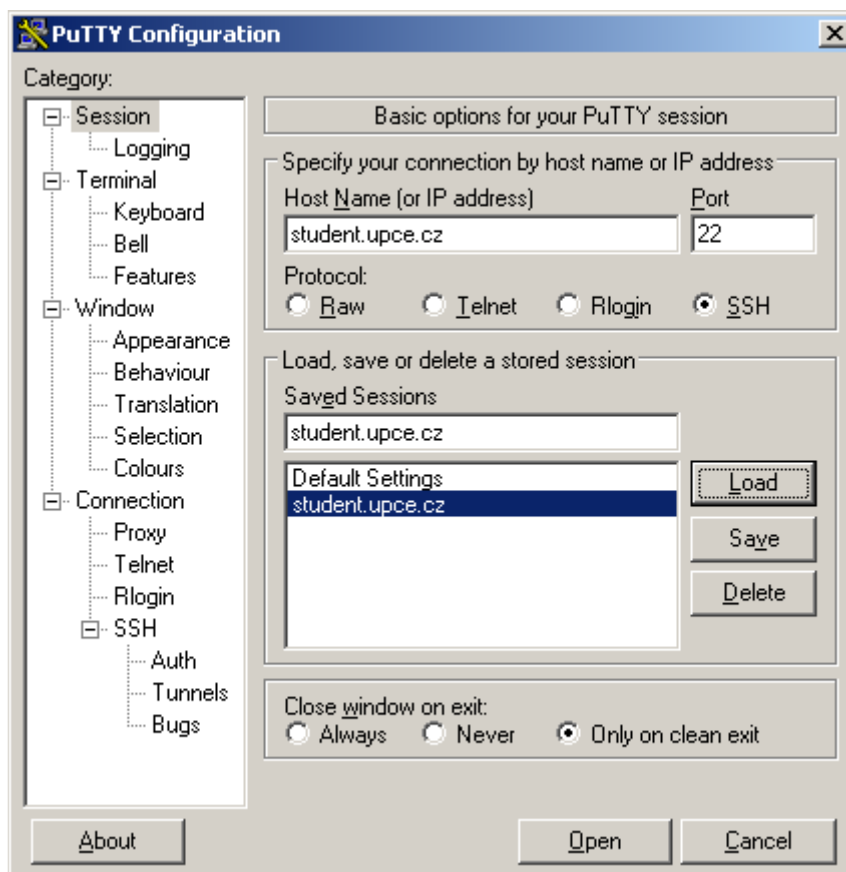 PuTTY Configuration
Category:
Session
Logging
Terminal
Keyboard
Bell
Features
Window
Appearance
Behaviour
Translation
Selection
Colours
Connection
Proxy
Telnet
Rlogin
SSH
Auth
Tunnels
Bugs
Basic options for your PuTTY session
Specify your connection by host name or IP address
Host Name (or IP address) Port
student.upce.cz 22
Protocol:
Raw Telnet Rlogin SSH
Load, save or delete a stored session
Saved Sessions
student.upce.cz
Default Settings
student.upce.cz
Load
Save
Delete
Close window on exit:
Always Never Only on clean exit
About Open Cancel